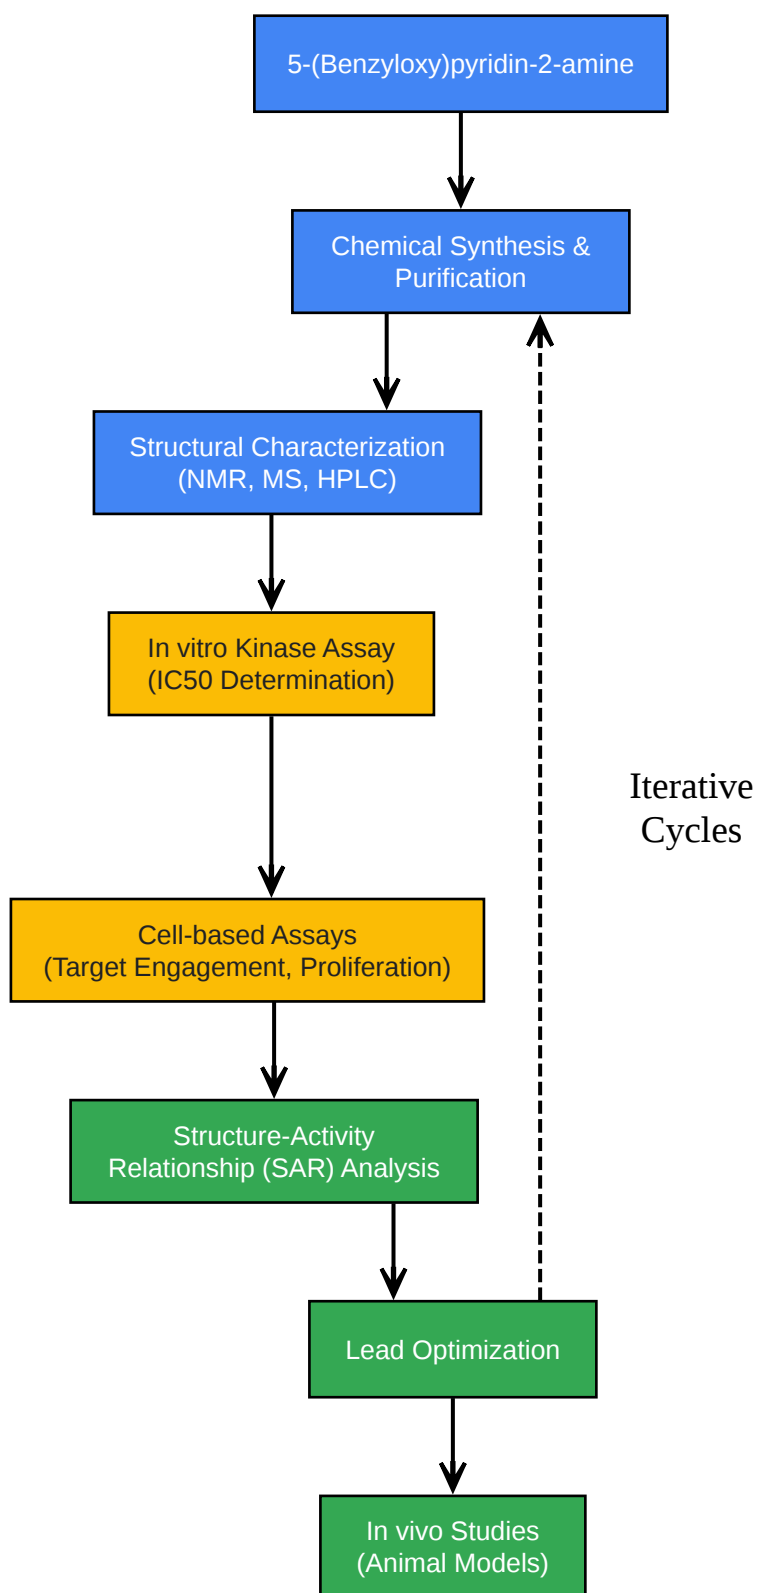 5-(Benzyloxy)pyridin-2-amine
Chemical Synthesis &
Purification
Structural Characterization
(NMR, MS, HPLC)
In vitro Kinase Assay
(IC50 Determination)
Iterative
Cycles
Cell-based Assays
(Target Engagement, Proliferation)
Structure-Activity
Relationship (SAR) Analysis
Lead Optimization
In vivo Studies
(Animal Models)